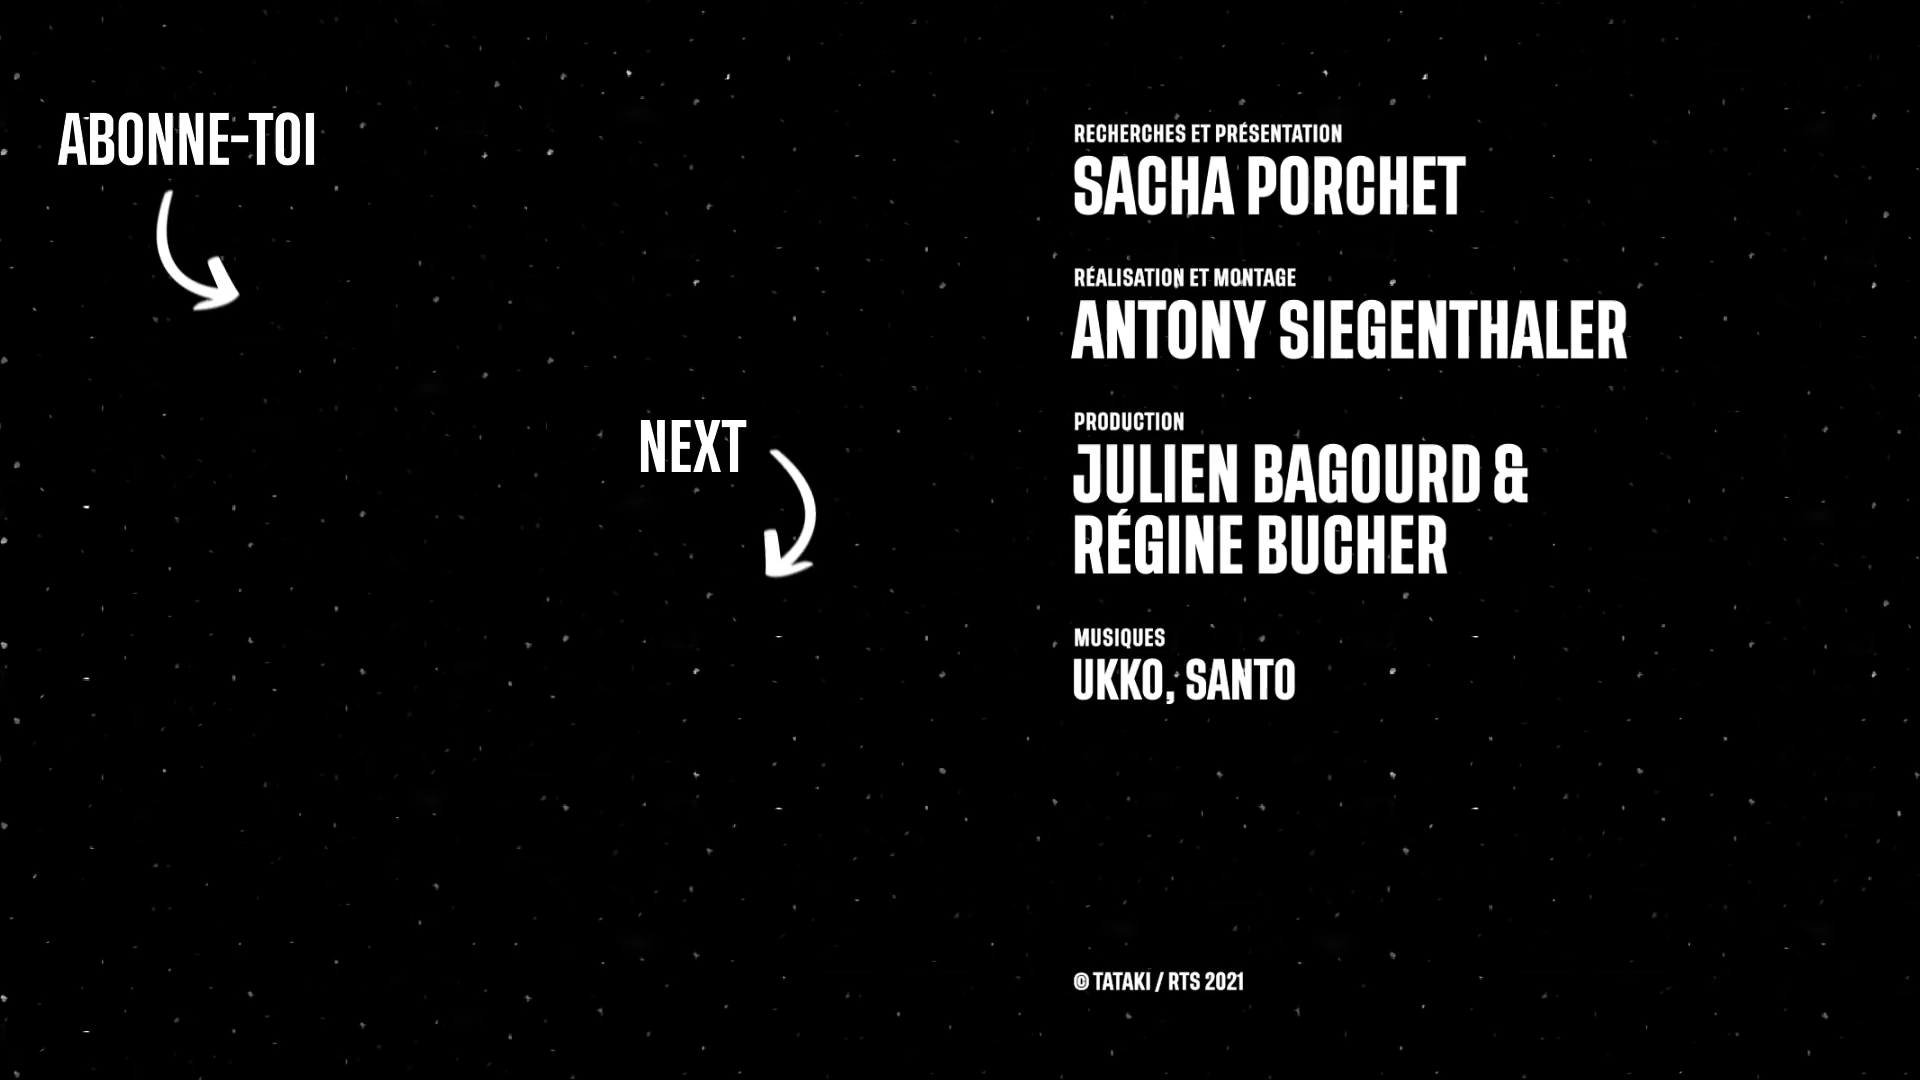 ABONNE-TOI
NEXT
RECHERCHES ET PRÉSENTATION
SACHA PORCHET
RÉALISATION ET MONTAGE
ANTONY SIEGENTHALER
PRODUCTION
JULIEN BAGOURD &
RÉGINE BUCHER
MUSIQUES
UKKO, SANTO
© TATAKI / RTS 2021